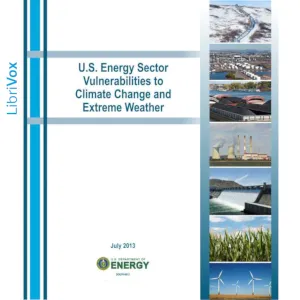 LibriVox
U.S. Energy Sector
Vulnerabilities to
Climate Change and
Extreme Weather
July 2013
U.S. DEPARTMENT OF
ENERGY